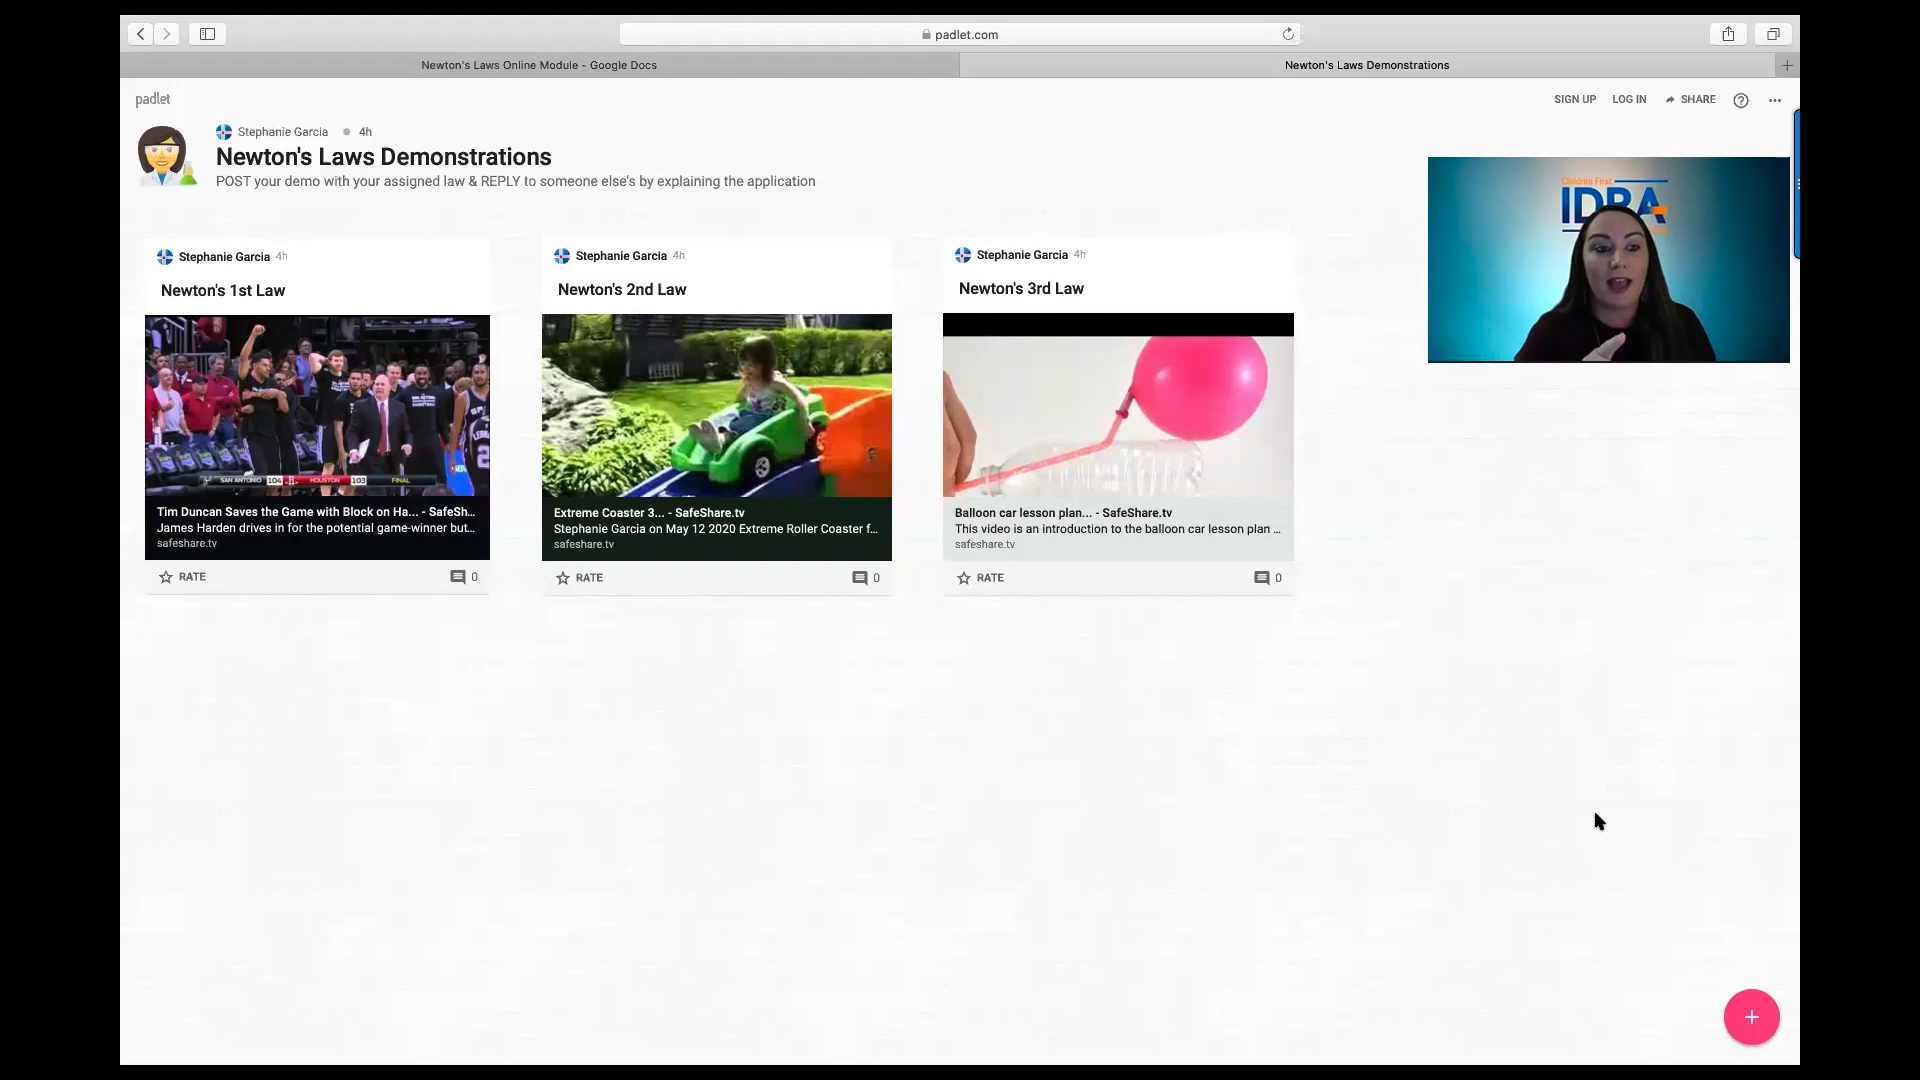 padlet.com
Newton's Laws Online Module - Google Docs
Newton's Laws Demonstrations
padlet
SIGN UP LOG IN SHARE
Stephanie Garcia 4h
Newton's Laws Demonstrations
POST your demo with your assigned law & REPLY to someone else's by explaining the application
Children First
IDRA
Stephanie Garcia 4h
Newton's 1st Law
SAN ANTONIO 104 HOUSTON 103 FINAL
Tim Duncan Saves the Game with Block on Ha... - SafeSh...
James Harden drives in for the potential game-winner but...
safeshare.tv
RATE 0
Stephanie Garcia 4h
Newton's 2nd Law
Extreme Coaster 3... - SafeShare.tv
Stephanie Garcia on May 12 2020 Extreme Roller Coaster f...
safeshare.tv
RATE 0
Stephanie Garcia 4h
Newton's 3rd Law
Balloon car lesson plan... - SafeShare.tv
This video is an introduction to the balloon car lesson plan ...
safeshare.tv
RATE 0